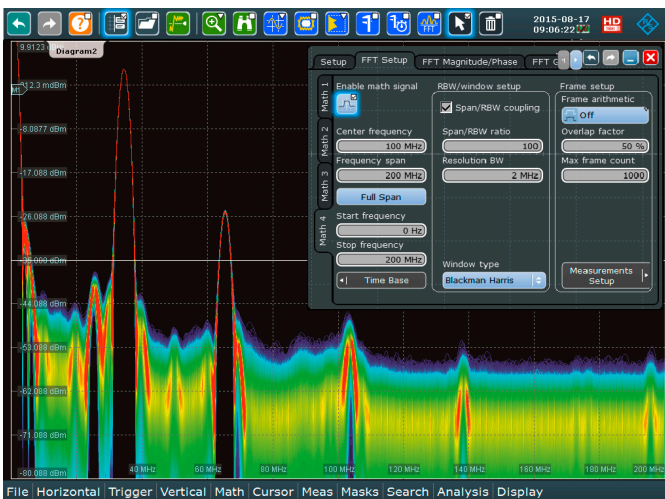 2015-08-17
09:06:22
HD
9.9123
Diagram2
M1
912.3 mdBm
-8.0877 dBm
-17.088 dBm
-26.088 dBm
-35.088 dBm
-44.088 dBm
-53.088 dBm
-62.088 dBm
-71.088 dBm
-80.088 dBm
40 MHz
60 MHz
80 MHz
100 MHz
120 MHz
140 MHz
160 MHz
180 MHz
200 MHz
Setup
FFT Setup
FFT Magnitude/Phase
FFT G
Math 1
Math 2
Math 3
Math 4
Enable math signal
Center frequency
100 MHz
Frequency span
200 MHz
Full Span
Start frequency
0 Hz
Stop frequency
200 MHz
Time Base
RBW/window setup
Span/RBW coupling
Span/RBW ratio
100
Resolution BW
2 MHz
Window type
Blackman Harris
Frame setup
Frame arithmetic
Off
Overlap factor
50 %
Max frame count
1000
Measurements
Setup
File Horizontal Trigger Vertical Math Cursor Meas Masks Search Analysis Display